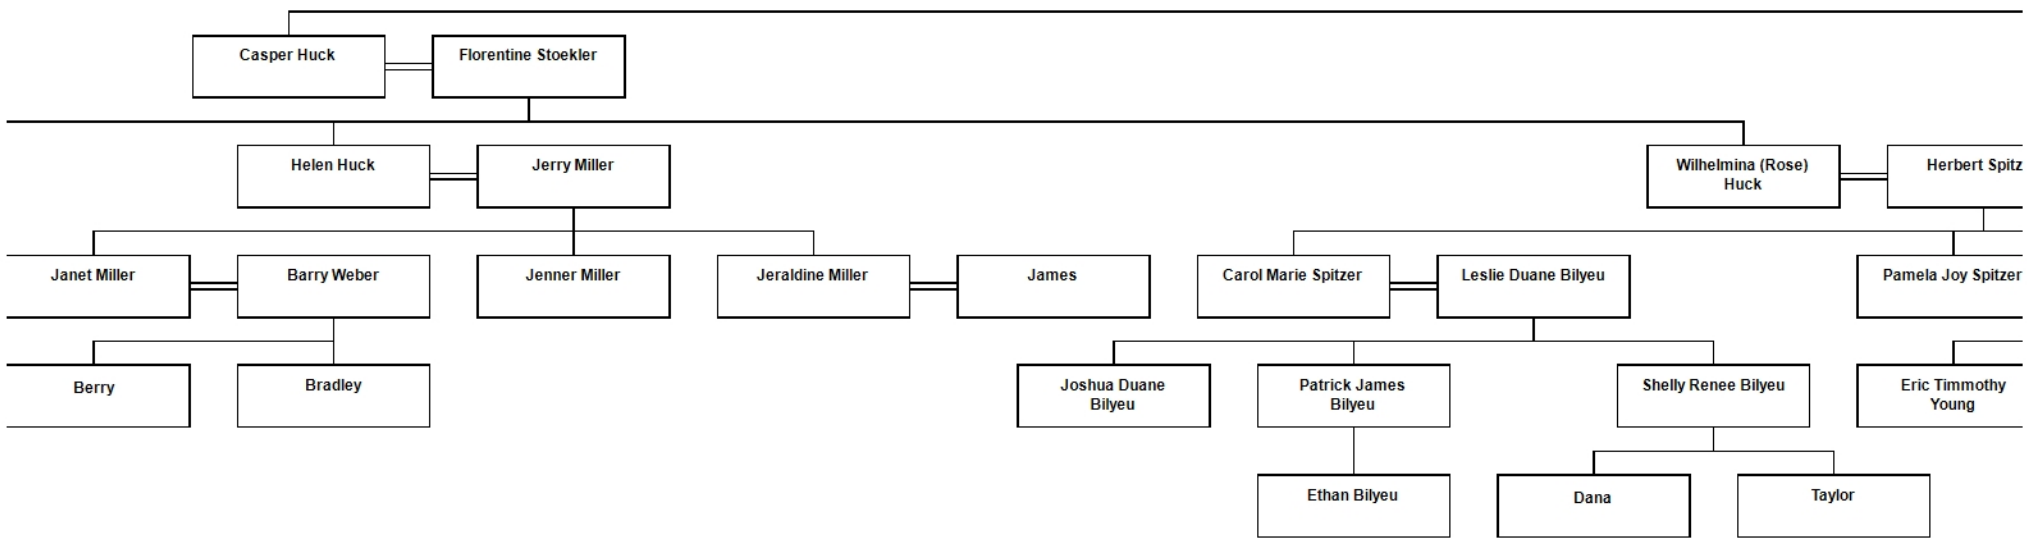 Casper Huck
Florentine Stoekler
Helen Huck
Jerry Miller
Wilhelmina (Rose)
Huck
Herbert Spitz
Janet Miller
Barry Weber
Jenner Miller
Jeraldine Miller
James
Carol Marie Spitzer
Leslie Duane Bilyeu
Pamela Joy Spitzer
Berry
Bradley
Joshua Duane
Bilyeu
Patrick James
Bilyeu
Shelly Renee Bilyeu
Eric Timmothy
Young
Ethan Bilyeu
Dana
Taylor